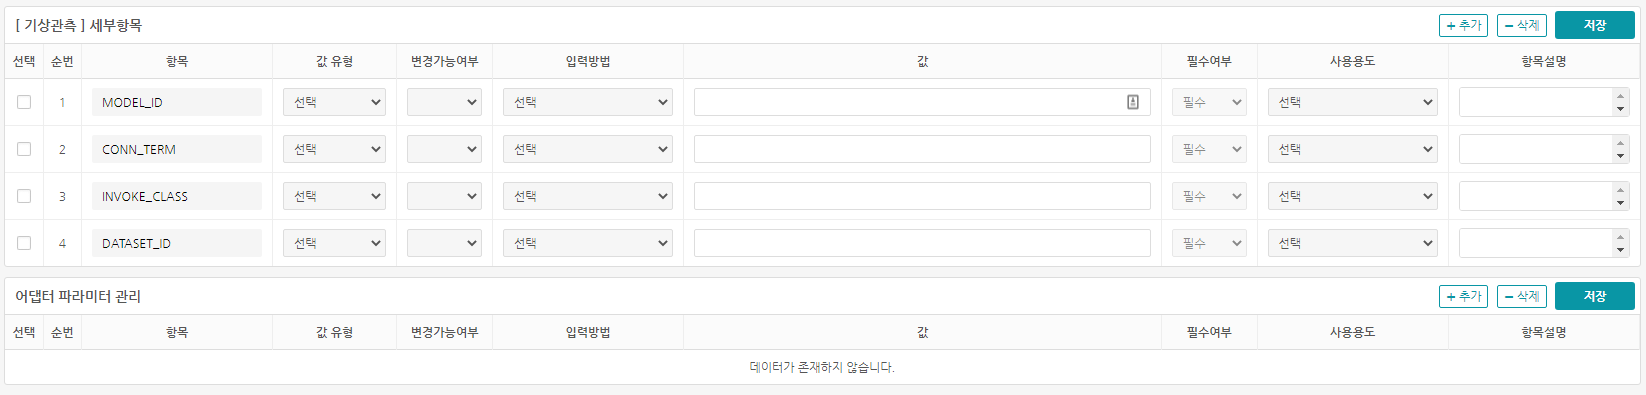 [ 기상관측 ] 세부항목 + 추가 − 삭제 저장
선택 순번 항목 값 유형 변경가능여부 입력방법 값 필수여부 사용용도 항목설명
1 MODEL_ID 선택 선택 필수 선택
2 CONN_TERM 선택 선택 필수 선택
3 INVOKE_CLASS 선택 선택 필수 선택
4 DATASET_ID 선택 선택 필수 선택
어댑터 파라미터 관리 + 추가 − 삭제 저장
선택 순번 항목 값 유형 변경가능여부 입력방법 값 필수여부 사용용도 항목설명
데이터가 존재하지 않습니다.